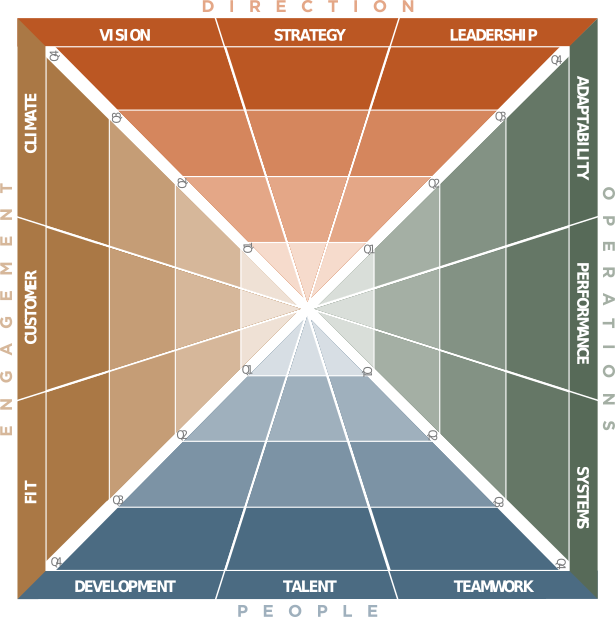 DIRECTION
VISION
STRATEGY
LEADERSHIP
Q4
Q4
CLIMATE
ADAPTABILITY
Q3
Q3
Q2
Q2
ENGAGEMENT
OPERATIONS
Q1
Q1
CUSTOMER
PERFORMANCE
Q1
Q1
Q2
Q2
FIT
SYSTEMS
Q3
Q3
Q4
Q4
DEVELOPMENT
TALENT
TEAMWORK
PEOPLE